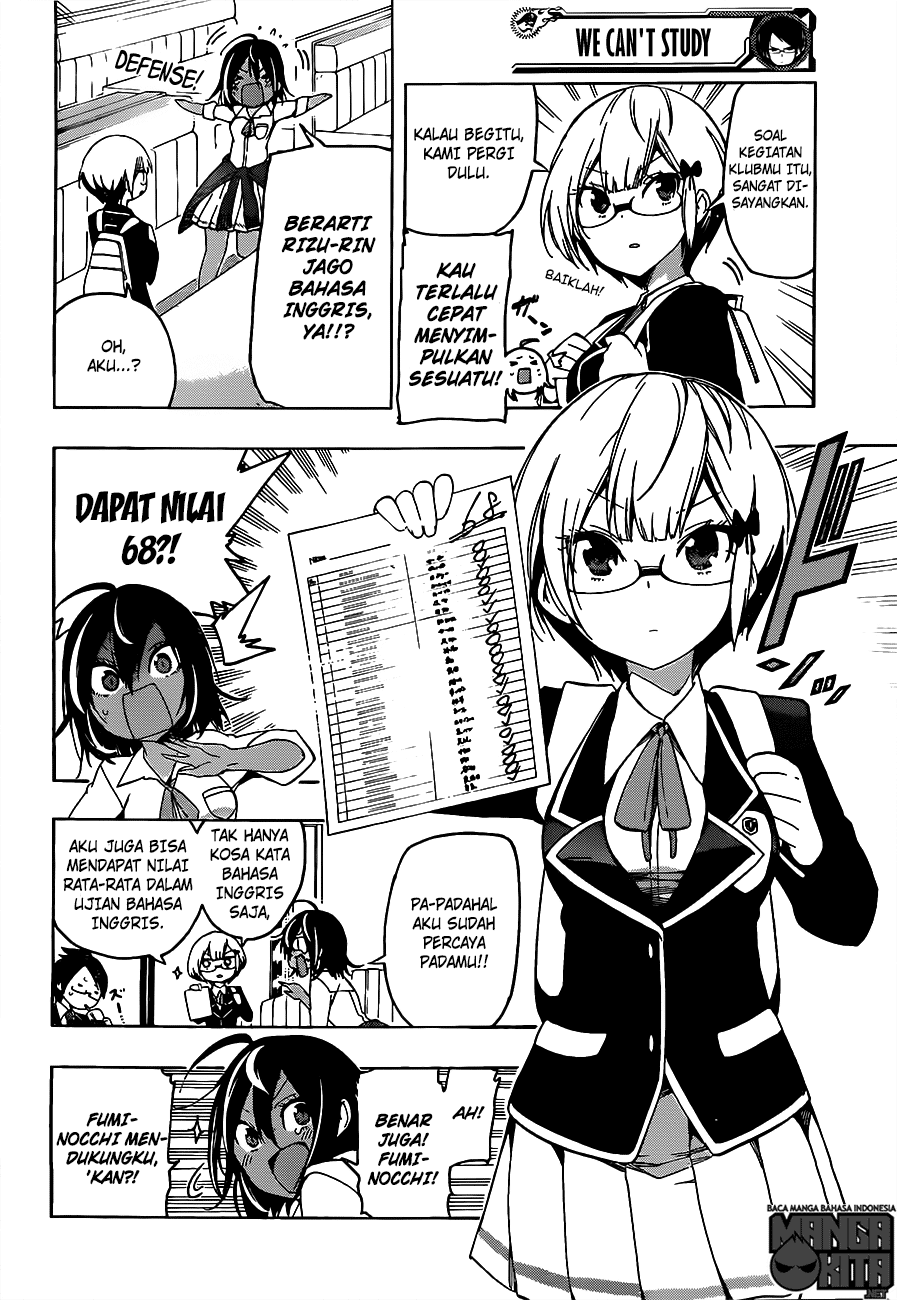 WE CAN'T STUDY
SOAL
KEGIATAN
KLUBMU ITU,
SANGAT DI-
SAYANGKAN.
KALAU BEGITU,
KAMI PERGI
DULU.
BAIKLAH!
KAU
TERLALU
CEPAT
MENYIM-
PULKAN
SESUATU!
DEFENSE!
BERARTI
RIZU-RIN
JAGO
BAHASA
INGGRIS,
YA!!?
OH,
AKU...?
ド
DAPAT NILAI
68?!
PA-PADAHAL
AKU SUDAH
PERCAYA
PADAMU!!
TAK HANYA
KOSA KATA
BAHASA
INGGRIS
SAJA,
AKU JUGA BISA
MENDAPAT NILAI
RATA-RATA DALAM
UJIAN BAHASA
INGGRIS.
AH!
BENAR
JUGA!
FUMI-
NOCCHI!
FUMI-
NOCCHI MEN-
DUKUNGKU,
'KAN?!
BACA MANGA BAHASA INDONESIA
MANGA
KITA
.NET